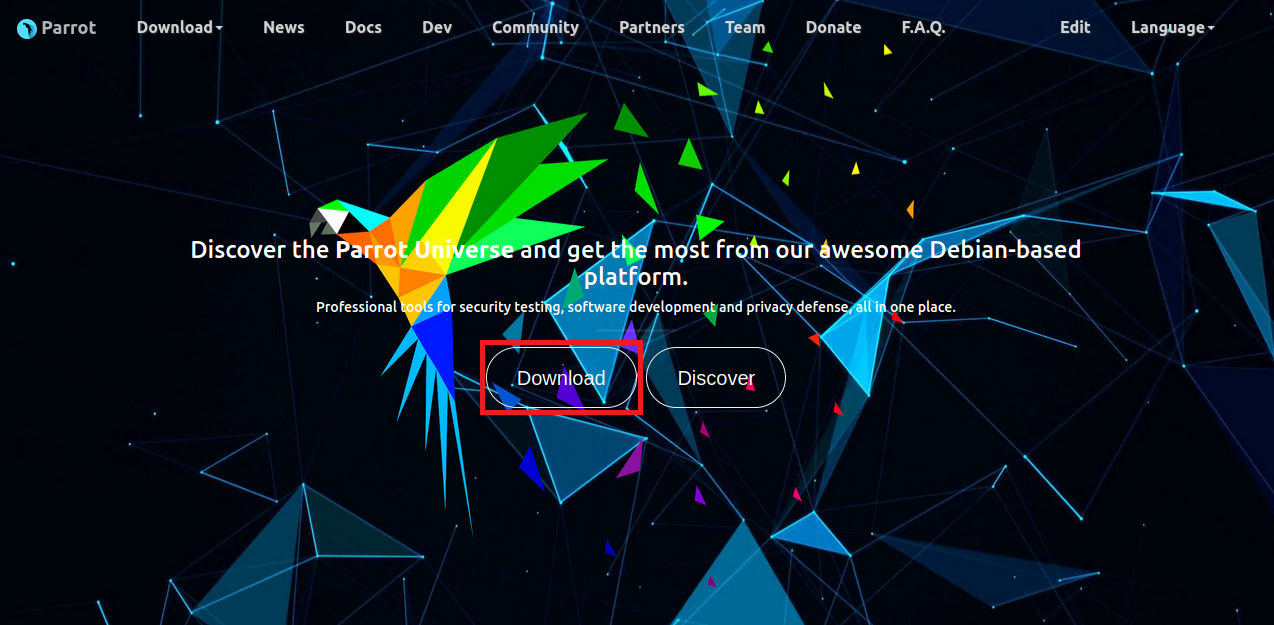 Parrot Download News Docs Dev Community Partners Team Donate F.A.Q. Edit Language
Discover the Parrot Universe and get the most from our awesome Debian-based
platform.
Professional tools for security testing, software development and privacy defense, all in one place.
Download Discover